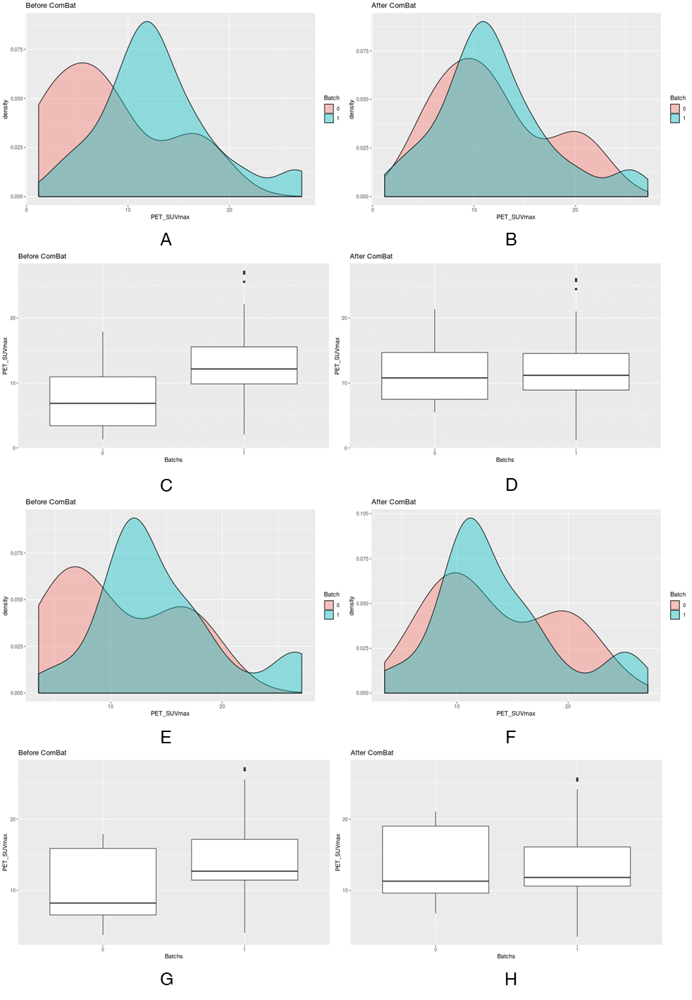 Before ComBat
0.075
0.050
0.025
0.000
density
0 10 20
PET_SUVmax
Batch
0
1
A
After ComBat
0.075
0.050
0.025
0.000
density
0 10 20
PET_SUVmax
Batch
0
1
B
Before ComBat
20
10
0
PET_SUVmax
0 1
Batchs
C
After ComBat
20
10
0
PET_SUVmax
0 1
Batchs
D
Before ComBat
0.075
0.050
0.025
0.000
density
10 20
PET_SUVmax
Batch
0
1
E
After ComBat
0.100
0.075
0.050
0.025
0.000
density
10 20
PET_SUVmax
Batch
0
1
F
Before ComBat
20
10
PET_SUVmax
0 1
Batchs
G
After ComBat
20
10
PET_SUVmax
0 1
Batchs
H